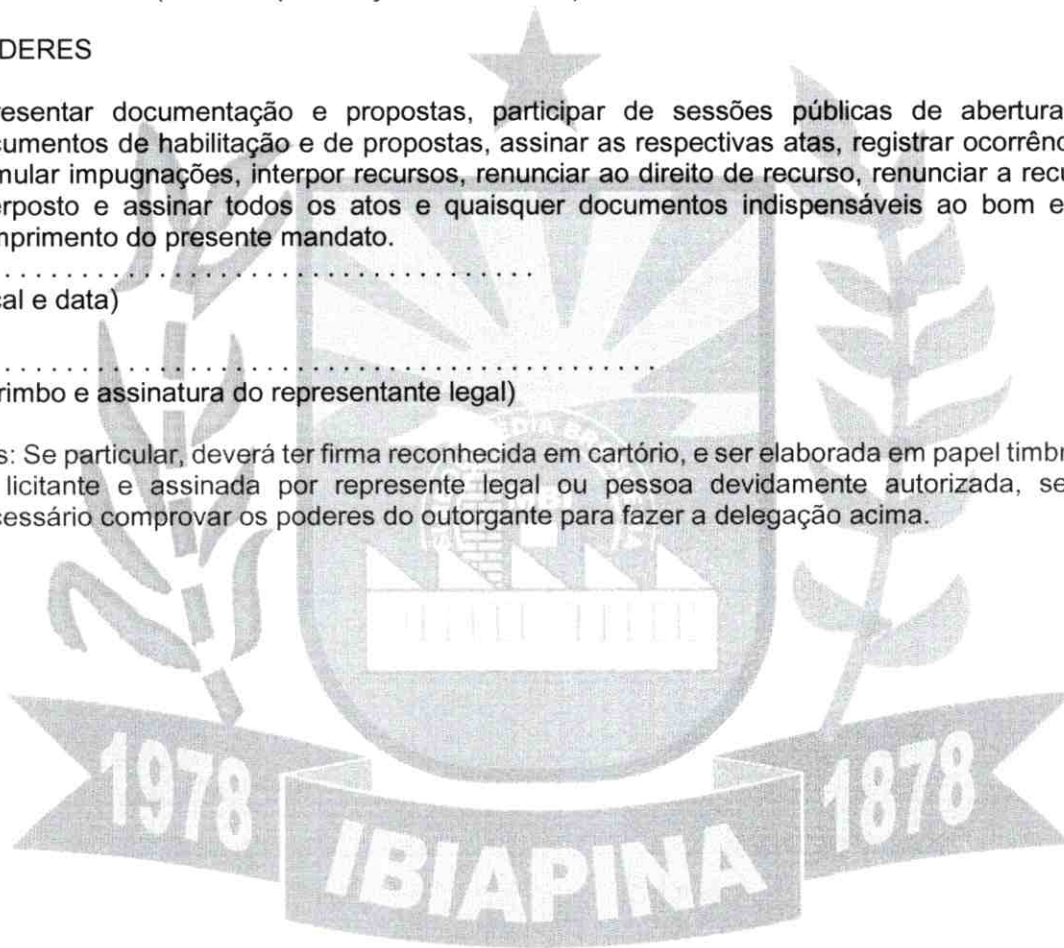 DERES
resentar documentação e propostas, participar de sessões públicas de abertura
cumentos de habilitação e de propostas, assinar as respectivas atas, registrar ocorrênc
mular impugnações, interpor recursos, renunciar ao direito de recurso, renunciar a recu
erposto e assinar todos os atos e quaisquer documentos indispensáveis ao bom e
mprimento do presente mandato.
. . . . . . . . . . . . . . . . . . . . . . . . . . . . . . . . . . . .
cal e data)
. . . . . . . . . . . . . . . . . . . . . . . . . . . . . . . . . . . . . . . . . . . .
rimbo e assinatura do representante legal)
s: Se particular, deverá ter firma reconhecida em cartório, e ser elaborada em papel timbr
licitante e assinada por represente legal ou pessoa devidamente autorizada, se
cessário comprovar os poderes do outorgante para fazer a delegação acima.
1978
1878
IBIAPINA